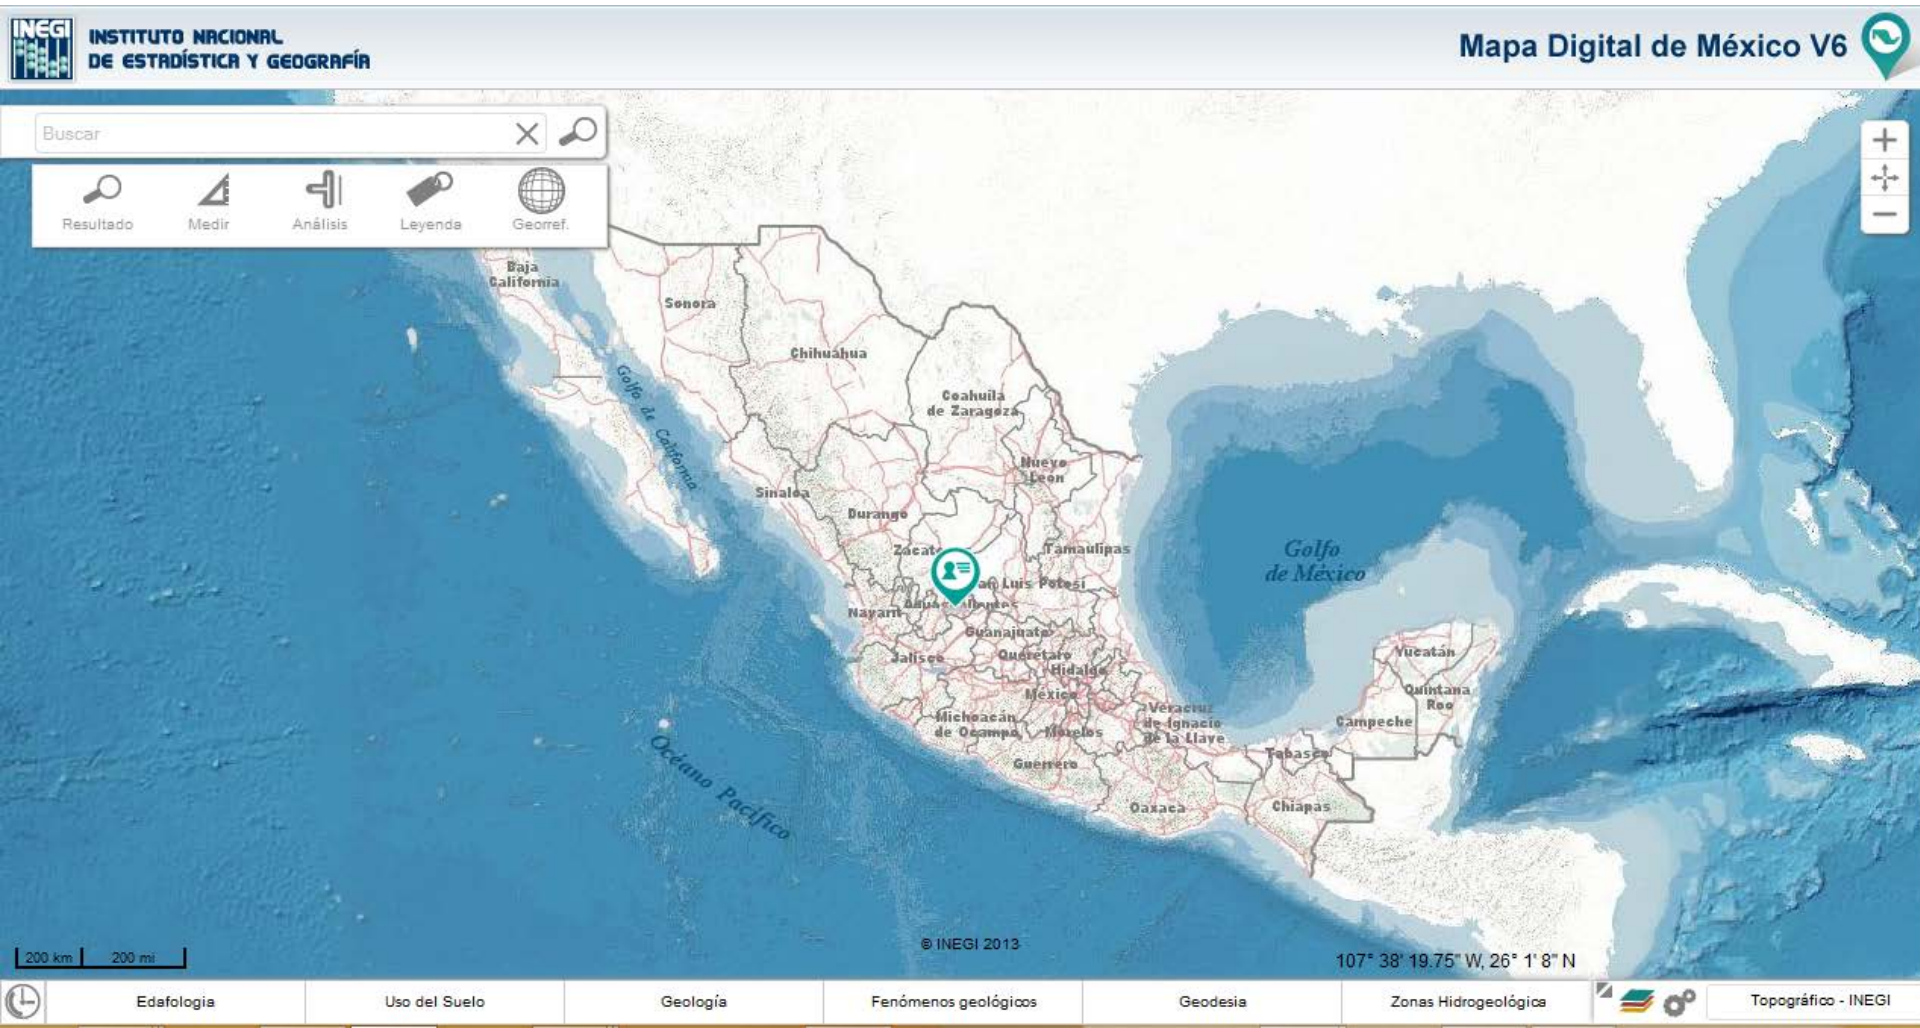 INEGI
INSTITUTO NACIONAL
DE ESTADÍSTICA Y GEOGRAFÍA
Mapa Digital de México V6
Buscar
Resultado
Medir
Análisis
Leyenda
Georref.
Baja
California
Sonora
Chihuahua
Coahuila
de Zaragoza
Golfo de California
Nuevo
Leon
Sinaloa
Durango
Tamaulipas
Golfo
de México
Luis Potosí
Nayarit
Guanajuato
Querétaro
Jalisco
Hidalgo
México
Yucatán
Quintana
Roo
Campeche
Michoacán
de Ocampo
Morelos
Veracruz
de Ignacio
de la Llave
Tabasco
Guerrero
Oaxaca
Chiapas
Océano Pacífico
© INEGI 2013
200 km
200 mi
107° 38' 19.75" W, 26° 1' 8" N
Edafologia
Uso del Suelo
Geología
Fenómenos geológicos
Geodesia
Zonas Hidrogeológica
Topográfico - INEGI